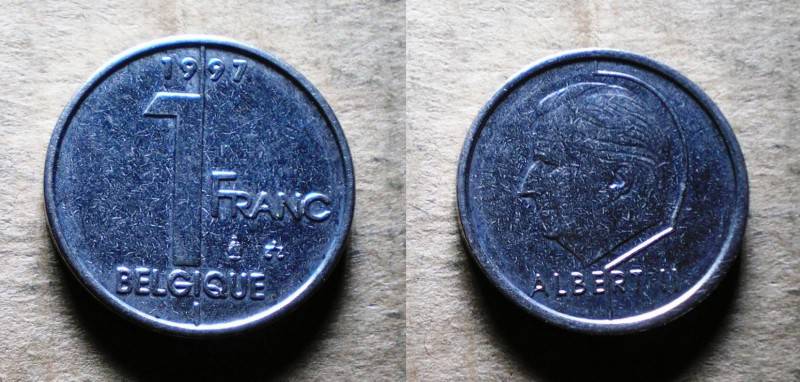 1997
1
FRANC
BELGIQUE
ALBERT II